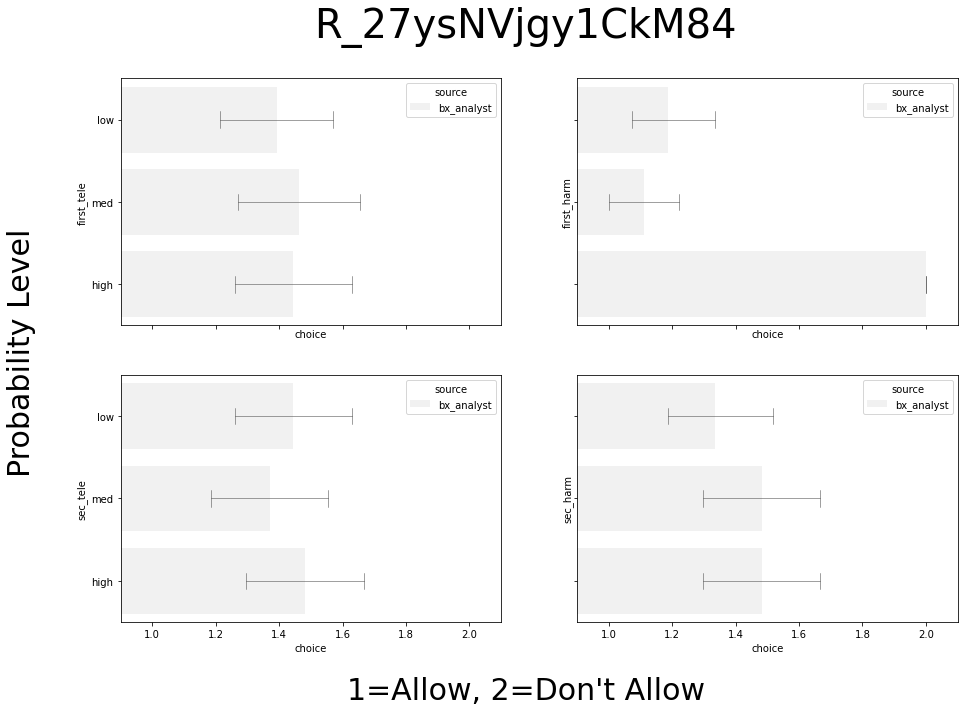 R_27ysNVjgy1CkM84
Probability Level
first_tele
low
med
high
choice
source
bx_analyst
first_harm
choice
source
bx_analyst
sec_tele
low
med
high
1.0 1.2 1.4 1.6 1.8 2.0
choice
source
bx_analyst
sec_harm
1.0 1.2 1.4 1.6 1.8 2.0
choice
source
bx_analyst
1=Allow, 2=Don't Allow